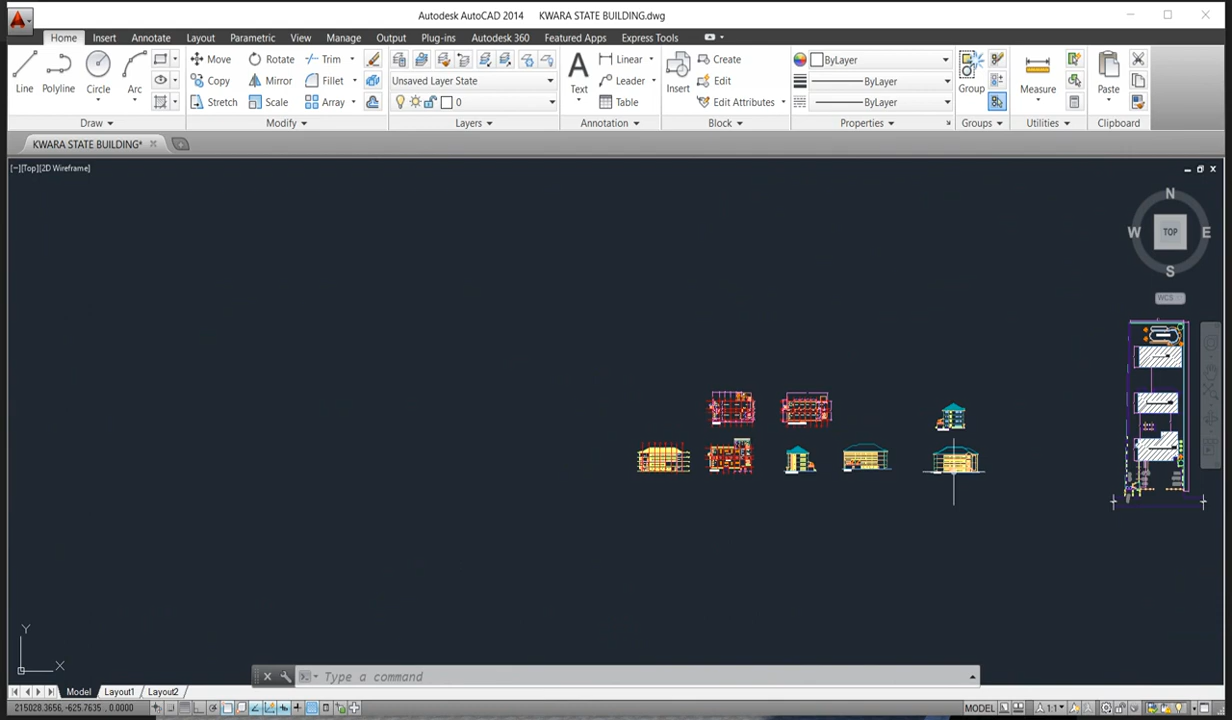 Autodesk AutoCAD 2014 KWARA STATE BUILDING.dwg
Home Insert Annotate Layout Parametric View Manage Output Plug-ins Autodesk 360 Featured Apps Express Tools
Move Rotate Trim Linear Create ByLayer
Line Polyline Circle Arc Copy Mirror Fillet Unsaved Layer State Text Leader Insert Edit ByLayer Group Measure Paste
Stretch Scale Array 0 Table Edit Attributes ByLayer
Draw Modify Layers Annotation Block Properties Groups Utilities Clipboard
KWARA STATE BUILDING*
[−][Top][2D Wireframe]
N
W TOP E
S
WCS
Y
X
Type a command
Model Layout1 Layout2
215028.3656, -625.7635, 0.0000 MODEL 1:1